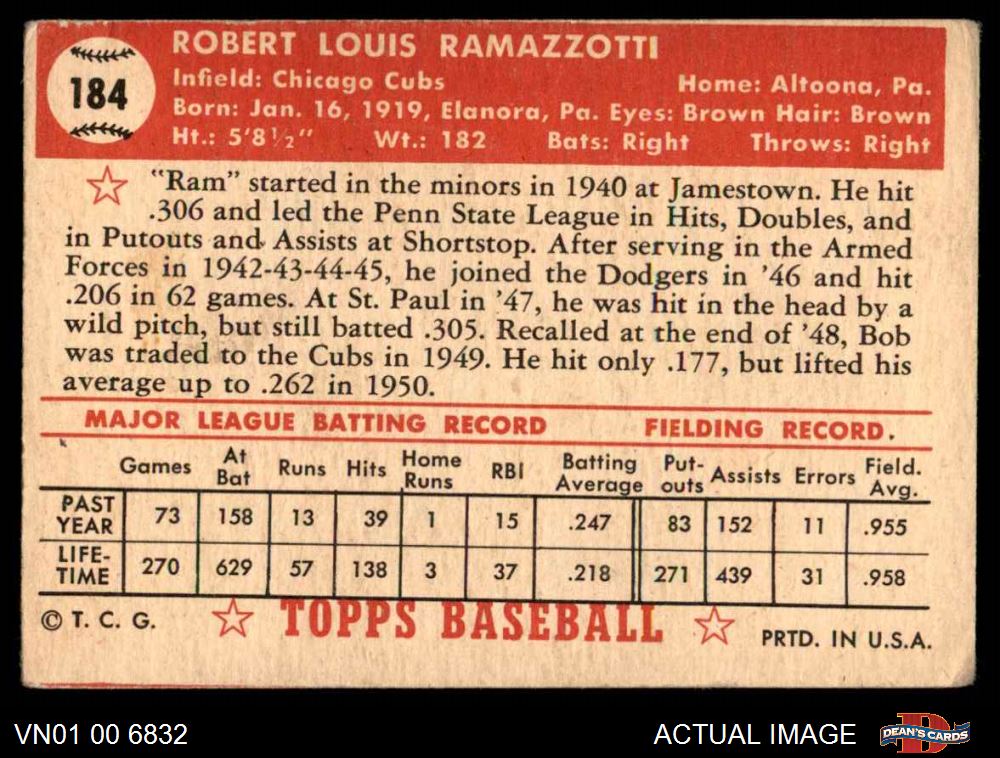 184
ROBERT LOUIS RAMAZZOTTI
Infield: Chicago Cubs Home: Altoona, Pa.
Born: Jan. 16, 1919, Elanora, Pa. Eyes: Brown Hair: Brown
Ht.: 5'8½" Wt.: 182 Bats: Right Throws: Right
"Ram" started in the minors in 1940 at Jamestown. He hit
.306 and led the Penn State League in Hits, Doubles, and
in Putouts and Assists at Shortstop. After serving in the Armed
Forces in 1942-43-44-45, he joined the Dodgers in '46 and hit
.206 in 62 games. At St. Paul in '47, he was hit in the head by a
wild pitch, but still batted .305. Recalled at the end of '48, Bob
was traded to the Cubs in 1949. He hit only .177, but lifted his
average up to .262 in 1950.
MAJOR LEAGUE BATTING RECORD FIELDING RECORD.
Games At Bat Runs Hits Home Runs RBI Batting Average Put-outs Assists Errors Field. Avg.
PAST YEAR 73 158 13 39 1 15 .247 83 152 11 .955
LIFE-TIME 270 629 57 138 3 37 .218 271 439 31 .958
© T. C. G. TOPPS BASEBALL PRTD. IN U.S.A.
VN01 00 6832 ACTUAL IMAGE D DEAN'S CARDS